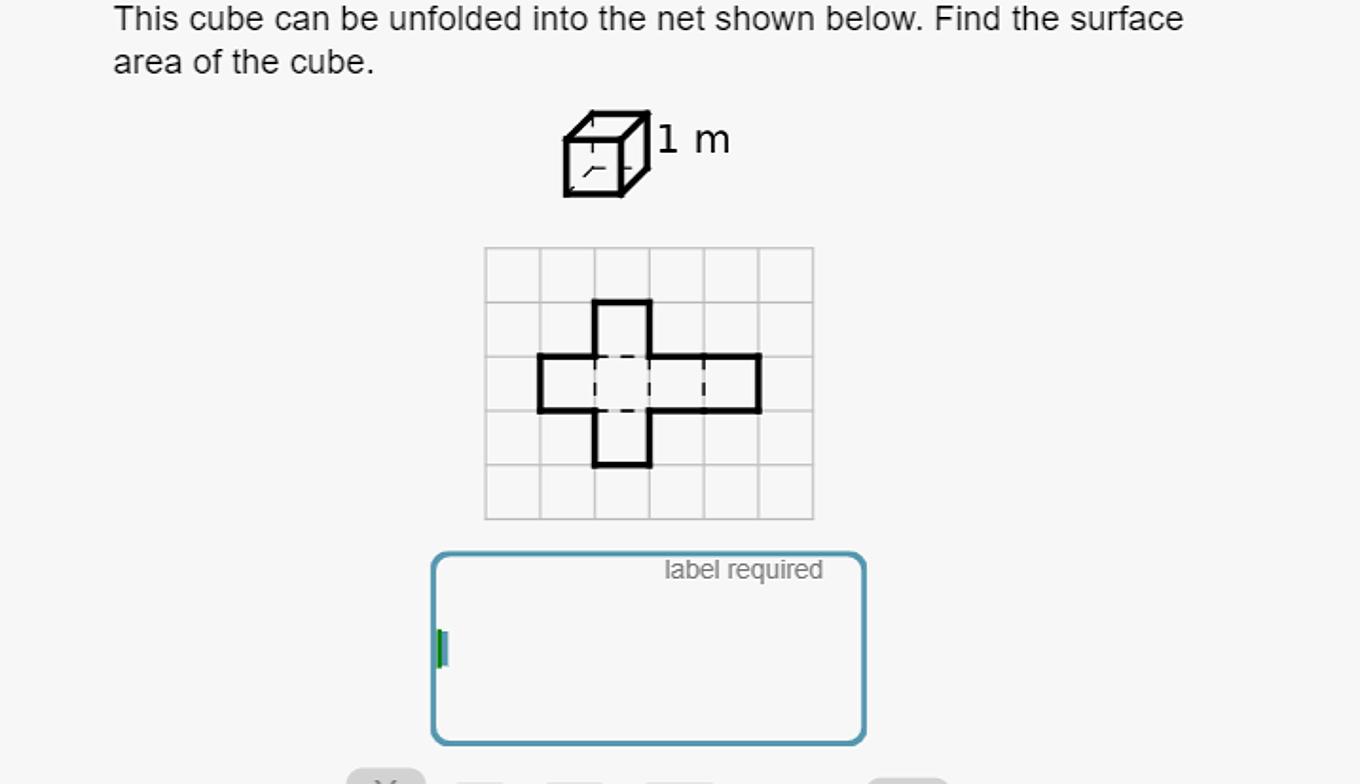 This cube can be unfolded into the net shown below. Find the surface
area of the cube.
1 m
label required